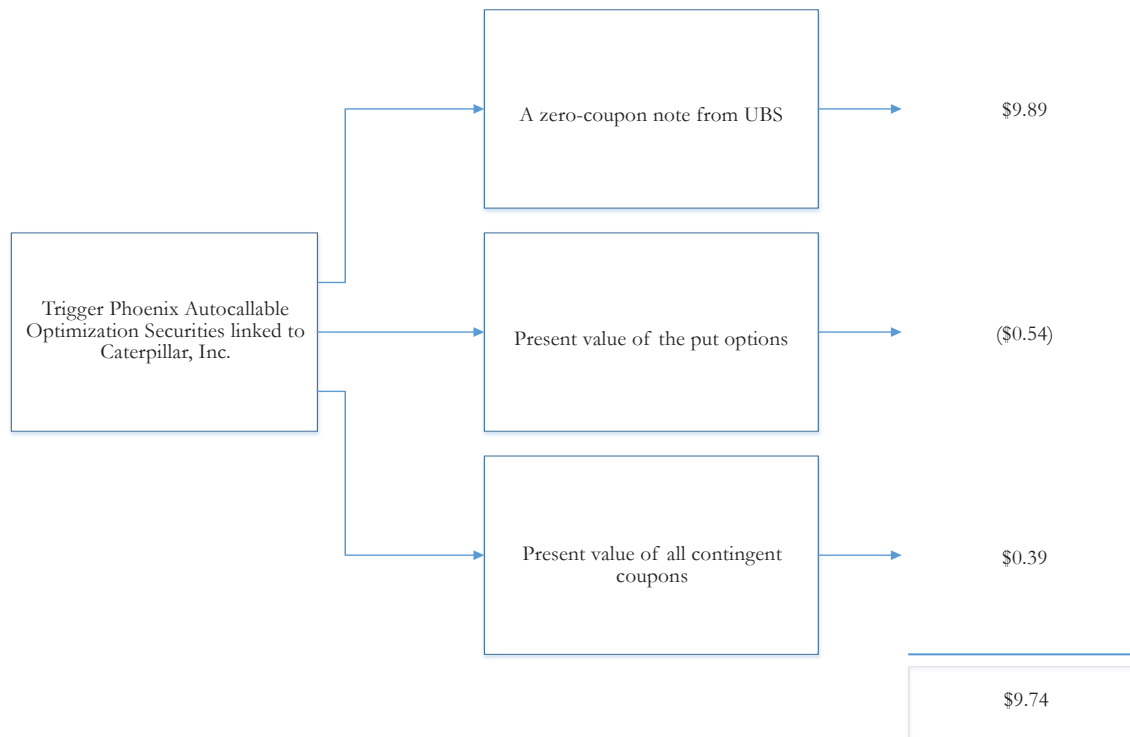 A zero-coupon note from UBS
$9.89
Trigger Phoenix Autocallable
Optimization Securities linked to
Caterpillar, Inc.
Present value of the put options
($0.54)
Present value of all contingent
coupons
$0.39
$9.74